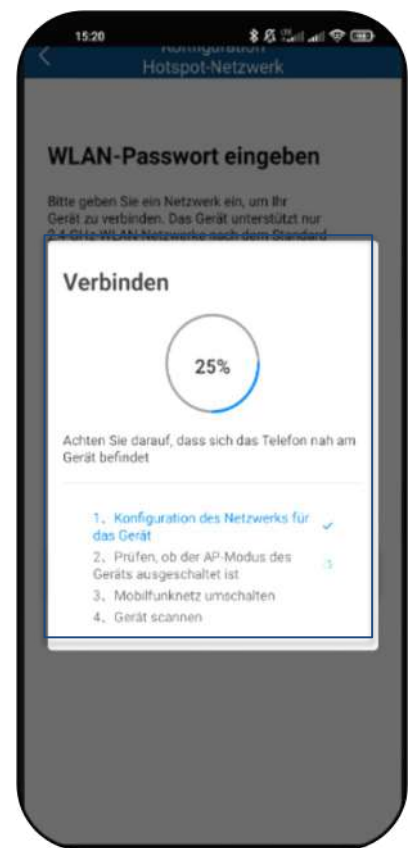 15:20
Konfiguration
Hotspot-Netzwerk
WLAN-Passwort eingeben
Bitte geben Sie ein Netzwerk ein, um Ihr
Gerät zu verbinden. Das Gerät unterstützt nur
2.4 GHz WLAN Netzwerke nach dem Standard
Verbinden
25%
Achten Sie darauf, dass sich das Telefon nah am
Gerät befindet
1、Konfiguration des Netzwerks für
das Gerät
2、Prüfen, ob der AP-Modus des
Geräts ausgeschaltet ist
3、Mobilfunknetz umschalten
4、Gerät scannen